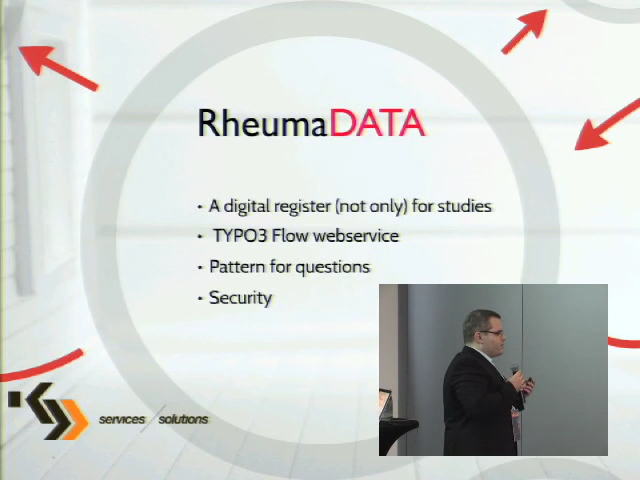 RheumaDATA
• A digital register (not only) for studies
• TYPO3 Flow webservice
• Pattern for questions
• Security
services solutions